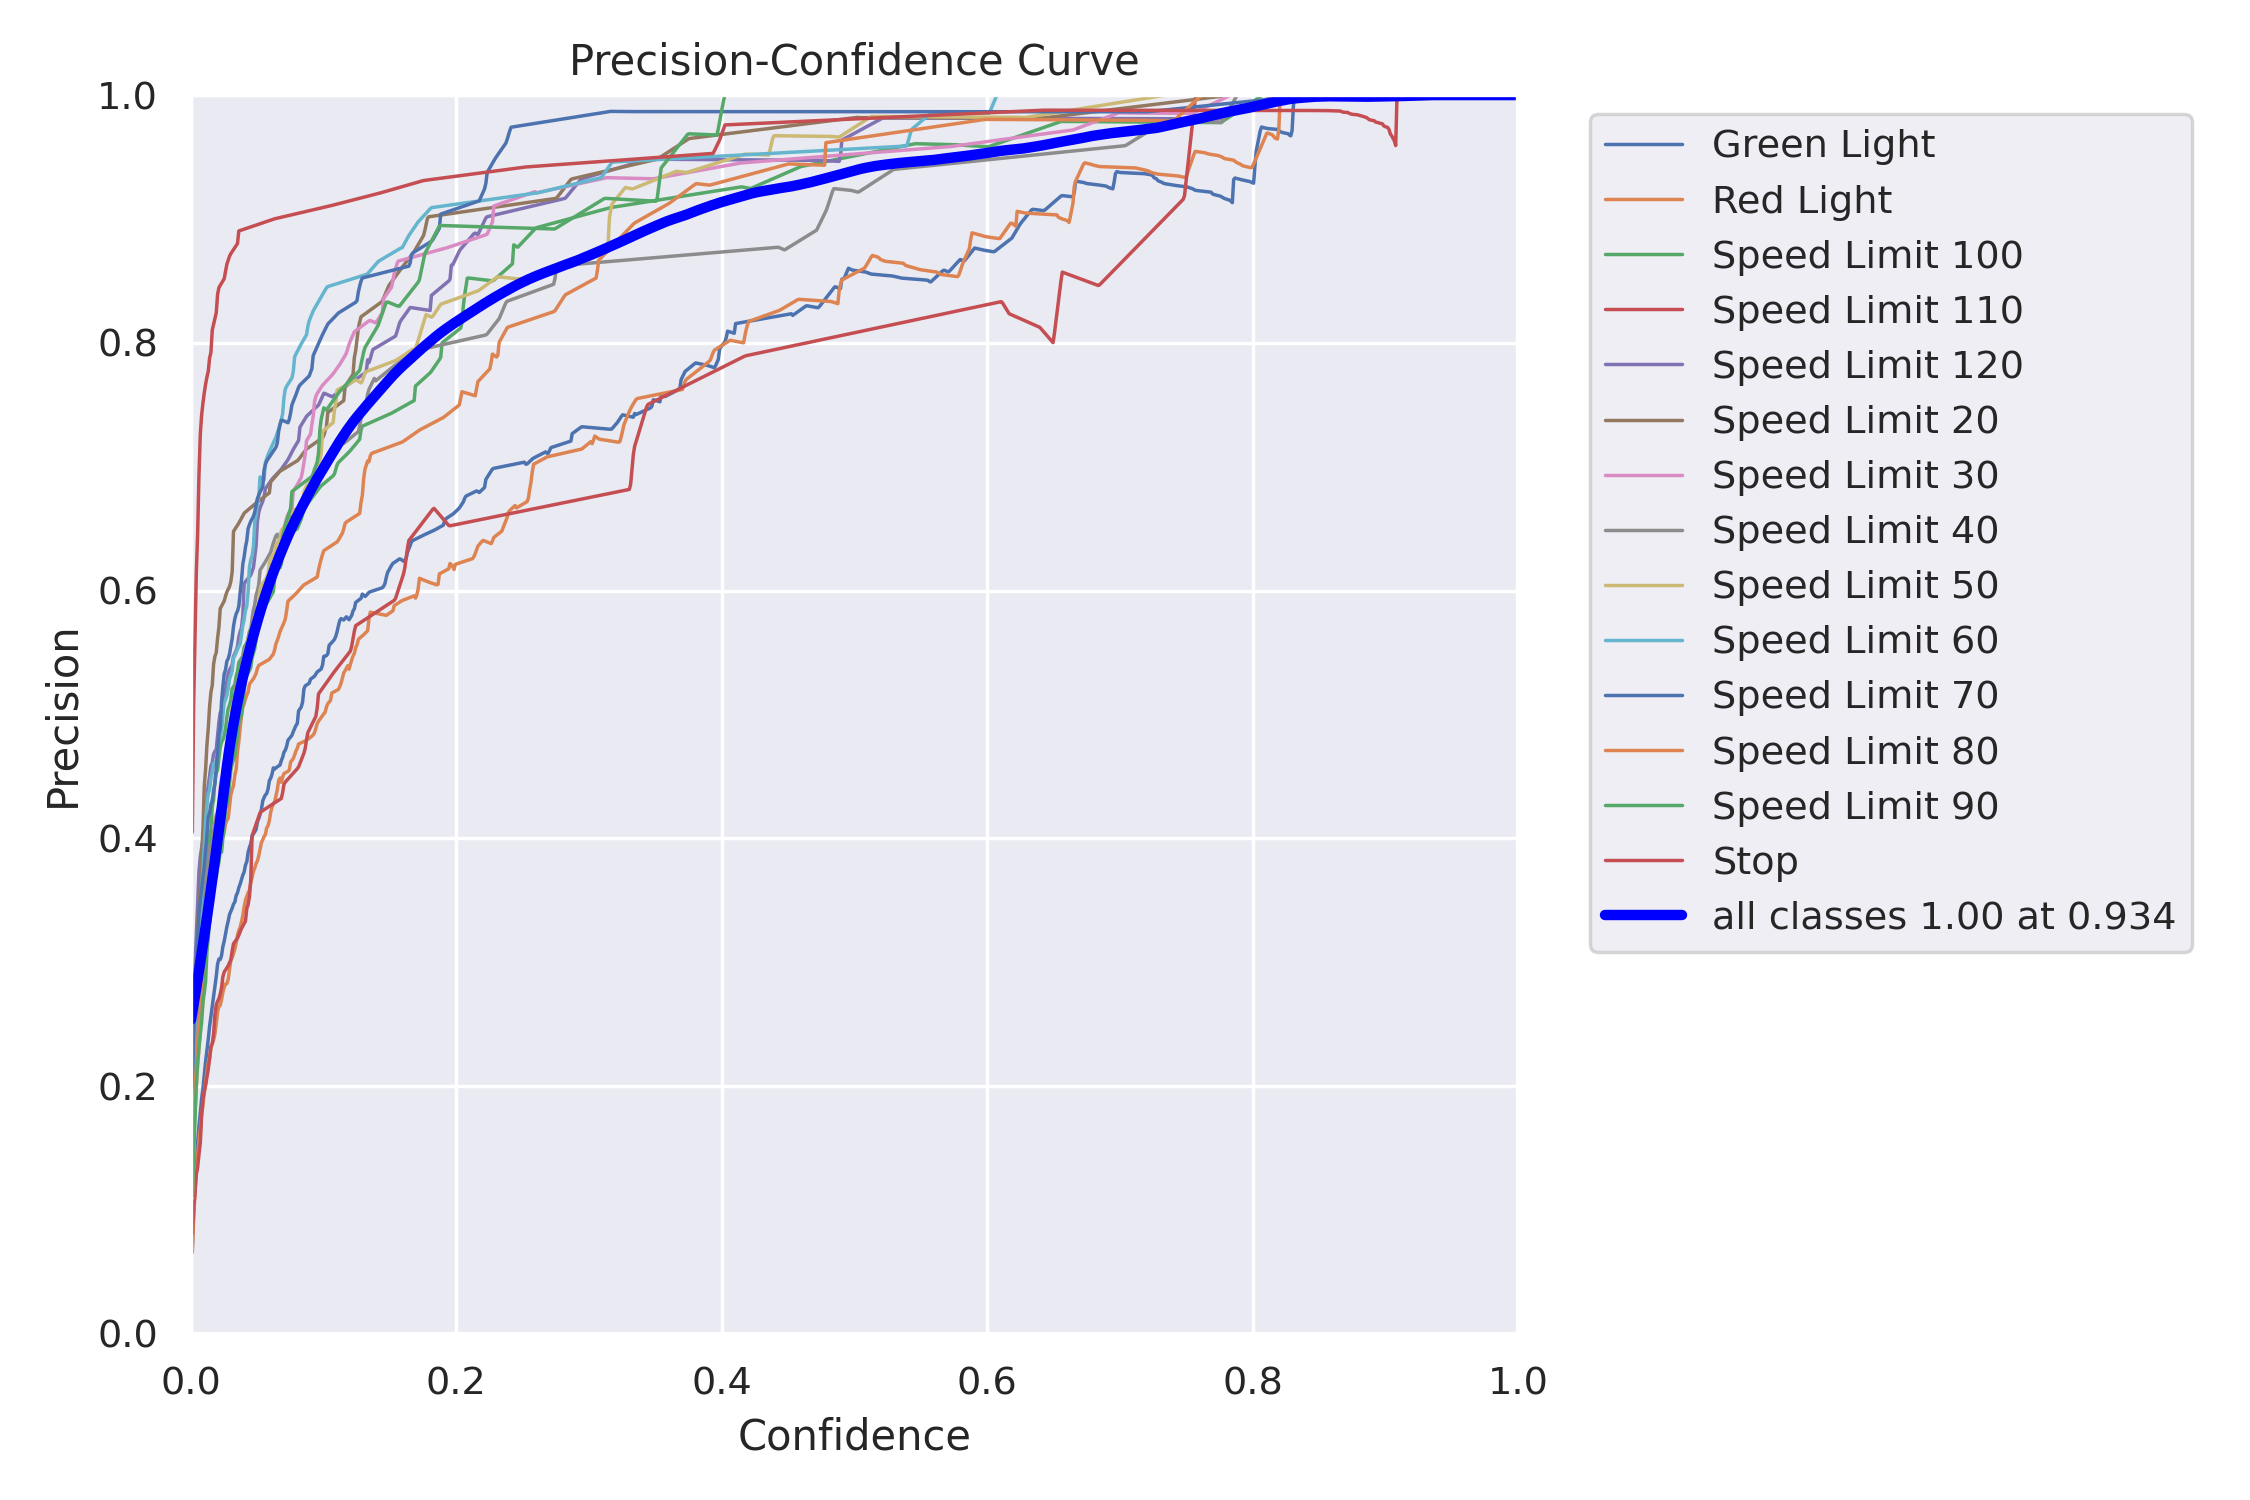 Precision-Confidence Curve
1.0
0.8
0.6
0.4
0.2
0.0
Precision
0.0 0.2 0.4 0.6 0.8 1.0
Confidence
Green Light
Red Light
Speed Limit 100
Speed Limit 110
Speed Limit 120
Speed Limit 20
Speed Limit 30
Speed Limit 40
Speed Limit 50
Speed Limit 60
Speed Limit 70
Speed Limit 80
Speed Limit 90
Stop
all classes 1.00 at 0.934